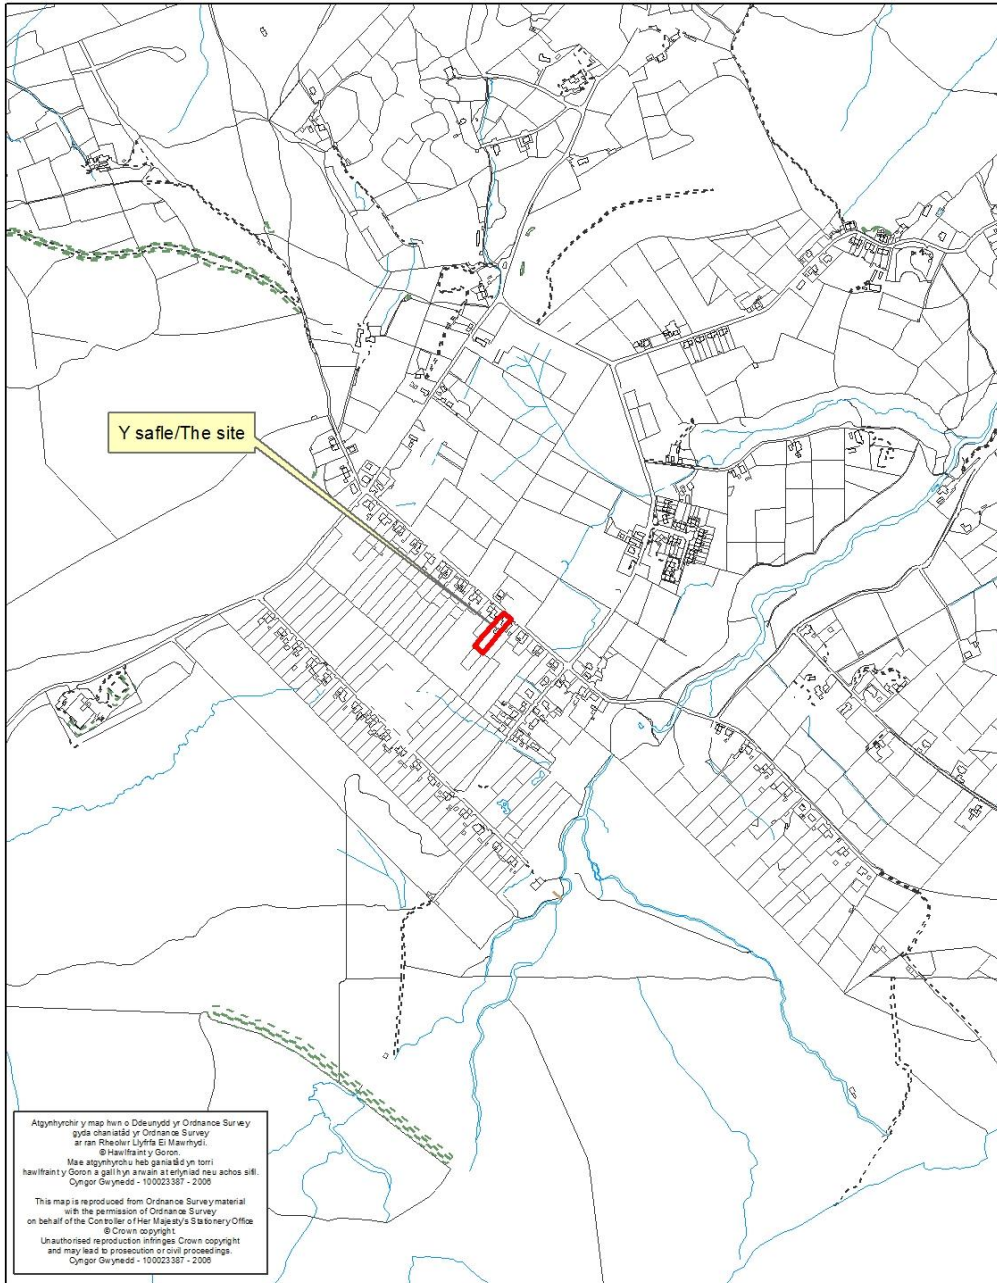 Y safle/The site
Atgynhyrchir y map hwn o Ddeunydd yr Ordnance Survey
gyda chaniatâd yr Ordnance Survey
ar ran Rheolwr Llyfrfa Ei Mawrhydi.
© Hawlfraint y Goron.
Mae atgynhyrchu heb ganiatâd yn torri
hawlfraint y Goron a gall hyn arwain at erlyniad neu achos sifil.
Cyngor Gwynedd - 100023387 - 2006
This map is reproduced from Ordnance Survey material
with the permission of Ordnance Survey
on behalf of the Controller of Her Majesty's Stationery Office
© Crown copyright.
Unauthorised reproduction infringes Crown copyright
and may lead to prosecution or civil proceedings.
Cyngor Gwynedd - 100023387 - 2006